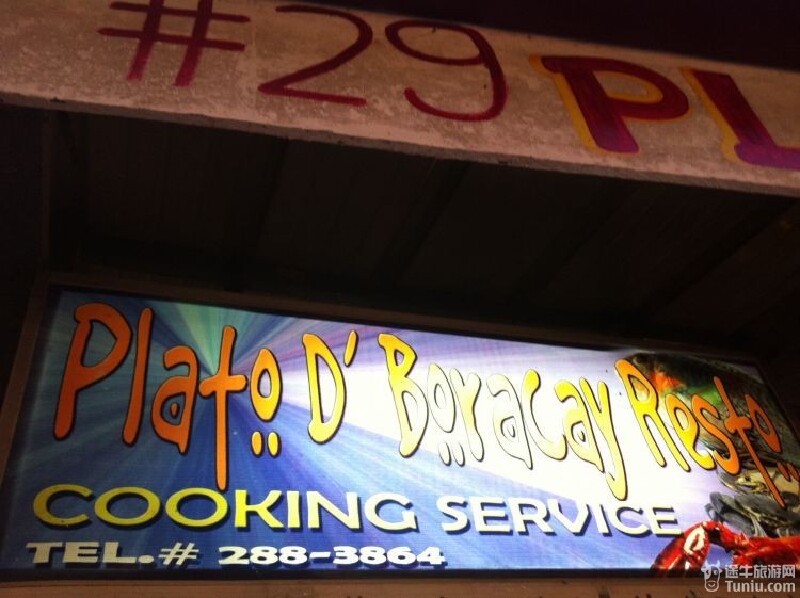 #29 PL
Plato D' Boracay Resto
COOKING SERVICE
TEL.# 288-3864
途牛旅游网
Tuniu.com